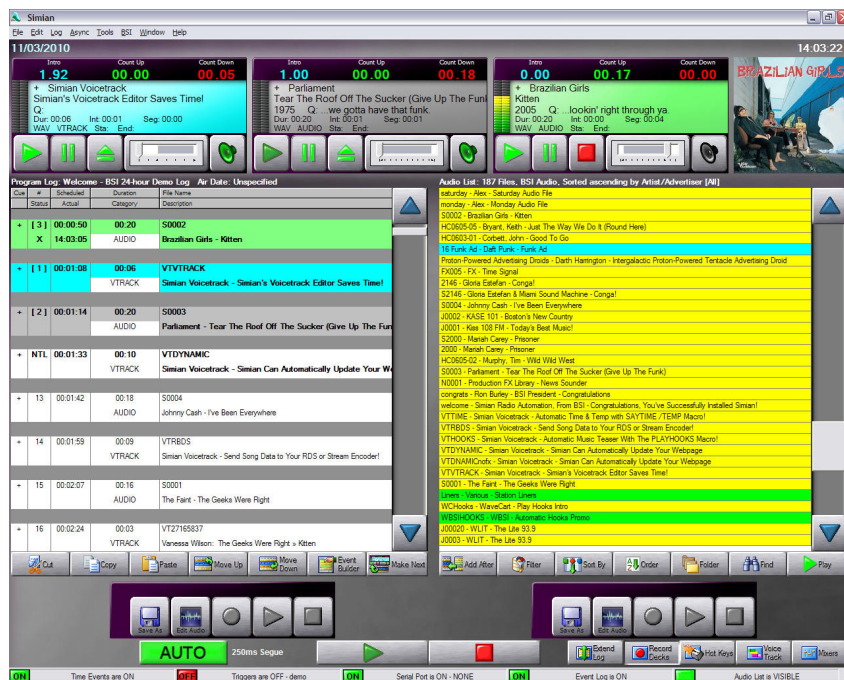 Simian
File Edit Log Async Tools BSI Window Help
11/03/2010 14:03:22
Intro Count Up Count Down
1.92 00.00 00.05
+ Simian Voicetrack
Simian's Voicetrack Editor Saves Time!
Q:
Dur: 00:06 Int: 00:01 Seg: 00:00
WAV VTRACK Sta: End:
Intro Count Up Count Down
1.00 00.00 00.18
+ Parliament
Tear The Roof Off The Sucker (Give Up The Fun
1975 Q: ...we gotta have that funk.
Dur: 00:20 Int: 00:01 Seg: 00:01
WAV AUDIO Sta: End:
Intro Count Up Count Down
0.00 00.17 00.00
+ Brazilian Girls
Kitten
2005 Q: ...lookin' right through ya.
Dur: 00:20 Int: 00:00 Seg: 00:04
WAV AUDIO Sta: End:
BRAZILIAN GIRLS
Program Log: Welcome - BSI 24-hour Demo Log Air Date: Unspecified
Cue # Scheduled Duration File Name
Status Actual Category Description
+ [ 3 ] 00:00:50 00:20 S0002
X 14:03:05 AUDIO Brazilian Girls - Kitten
+ [ 1 ] 00:01:08 00:06 VTVTRACK
VTRACK Simian Voicetrack - Simian's Voicetrack Editor Saves Time!
+ [ 2 ] 00:01:14 00:20 S0003
AUDIO Parliament - Tear The Roof Off The Sucker (Give Up The Fun
+ NTL 00:01:33 00:10 VTDYNAMIC
VTRACK Simian Voicetrack - Simian Can Automatically Update Your We
+ 13 00:01:42 00:18 S0004
AUDIO Johnny Cash - I've Been Everywhere
+ 14 00:01:59 00:09 VTRBDS
VTRACK Simian Voicetrack - Send Song Data to Your RDS or Stream Encoder!
+ 15 00:02:07 00:16 S0001
AUDIO The Faint - The Geeks Were Right
+ 16 00:02:24 00:03 VT27165837
VTRACK Vanessa Wilson: The Geeks Were Right » Kitten
Cut Copy Paste Move Up Move Down Event Builder Make Next
Audio List: 187 Files, BSI Audio, Sorted ascending by Artist/Advertiser [All]
saturday - Alex - Saturday Audio File
monday - Alex - Monday Audio File
S0002 - Brazilian Girls - Kitten
HC0605-05 - Bryant, Keith - Just The Way We Do It (Round Here)
HC0603-01 - Corbett, John - Good To Go
16 Funk Ad - Daft Punk - Funk Ad
Proton-Powered Advertising Droids - Darth Harrington - Intergalactic Proton-Powered Tentacle Advertising Droid
FX005 - FX - Time Signal
2146 - Gloria Estefan - Conga!
S2146 - Gloria Estefan & Miami Sound Machine - Conga!
S0004 - Johnny Cash - I've Been Everywhere
J0002 - KASE 101 - Boston's New Country
J0001 - Kiss 108 FM - Today's Best Music!
S2000 - Mariah Carey - Prisoner
2000 - Mariah Carey - Prisoner
HC0605-02 - Murphy, Tim - Wild Wild West
S0003 - Parliament - Tear The Roof Off The Sucker (Give Up The Funk)
N0001 - Production FX Library - News Sounder
congrats - Ron Burley - BSI President - Congratulations
welcome - Simian Radio Automation, From BSI - Congratulations, You've Successfully Installed Simian!
VTTIME - Simian Voicetrack - Automatic Time & Temp with SAYTIME /TEMP Macro!
VTRBDS - Simian Voicetrack - Send Song Data to Your RDS or Stream Encoder!
VTHOOKS - Simian Voicetrack - Automatic Music Teaser With The PLAYHOOKS Macro!
VTDYNAMIC - Simian Voicetrack - Simian Can Automatically Update Your Webpage
VTDNAMICnofx - Simian Voicetrack - Simian Can Automatically Update Your Webpage
VTVTRACK - Simian Voicetrack - Simian's Voicetrack Editor Saves Time!
S0001 - The Faint - The Geeks Were Right
Liners - Various - Station Liners
WCHooks - WaveCart - Play Hooks Intro
WBSIHOOKS - WBSI - Automatic Hooks Promo
J00020 - WLIT - The Lite 93.9
J0003 - WLIT - The Lite 93.9
Add After Filter Sort By Order Folder Find Play
Save As Edit Audio
Save As Edit Audio
AUTO 250ms Segue Extend Log Record Decks Hot Keys Voice Track Mixers
ON Time Events are ON OFF Triggers are OFF - demo ON Serial Port is ON - NONE ON Event Log is ON Audio List is VISIBLE